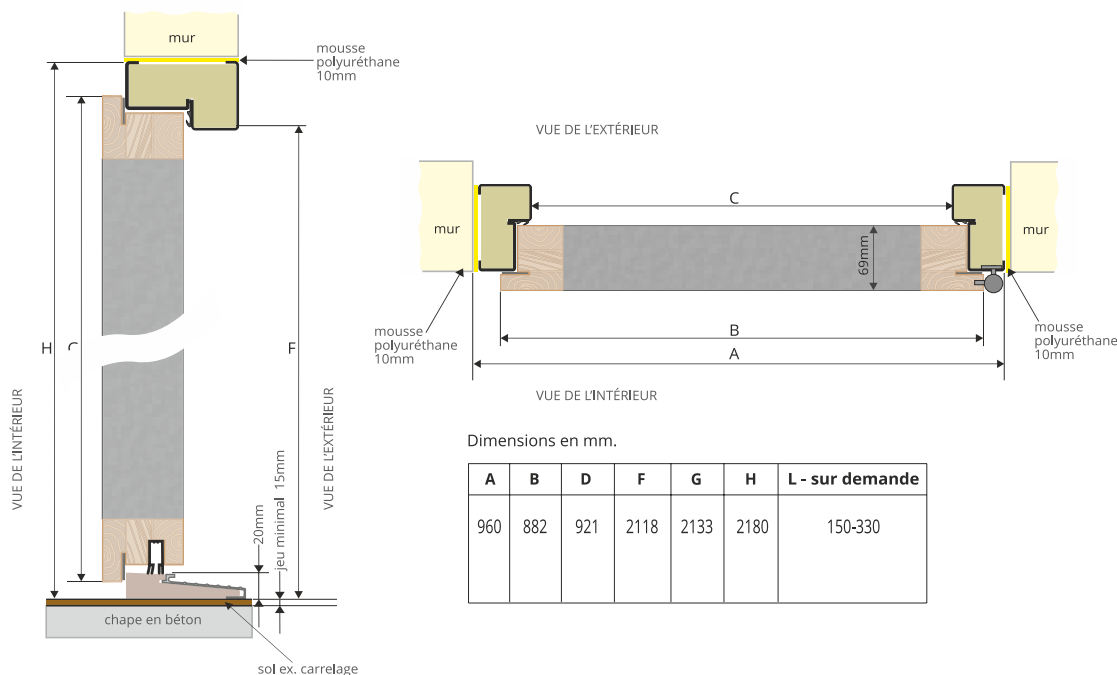 mur
mousse
polyuréthane
10mm
H
F
VUE DE L'INTÉRIEUR
VUE DE L'EXTÉRIEUR
20mm
jeu minimal 15mm
chape en béton
sol ex. carrelage
VUE DE L'EXTÉRIEUR
mur
C
69mm
mur
mousse
polyuréthane
10mm
B
A
mousse
polyuréthane
10mm
VUE DE L'INTÉRIEUR
Dimensions en mm.
A B D F G H L - sur demande
960 882 921 2118 2133 2180 150-330